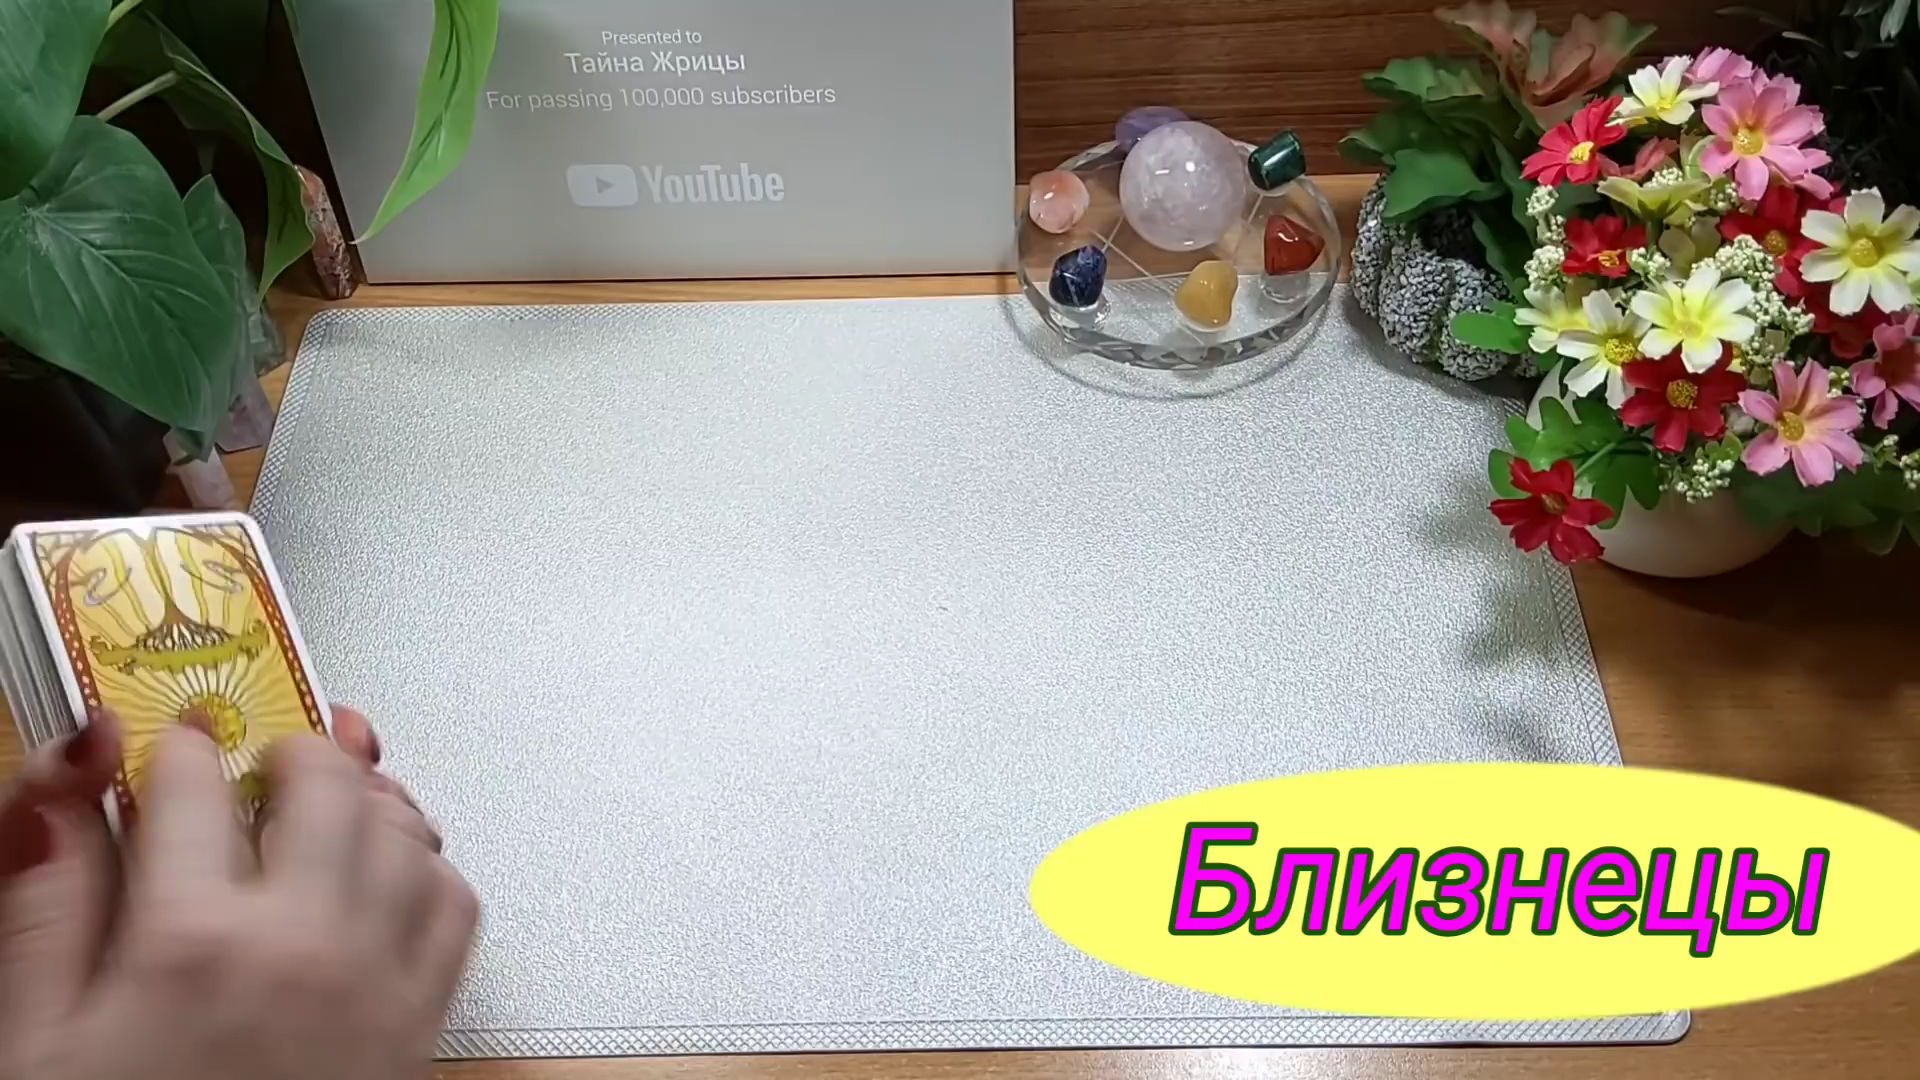 Presented to
Тайна Жрицы
For passing 100,000 subscribers
YouTube
Близнецы